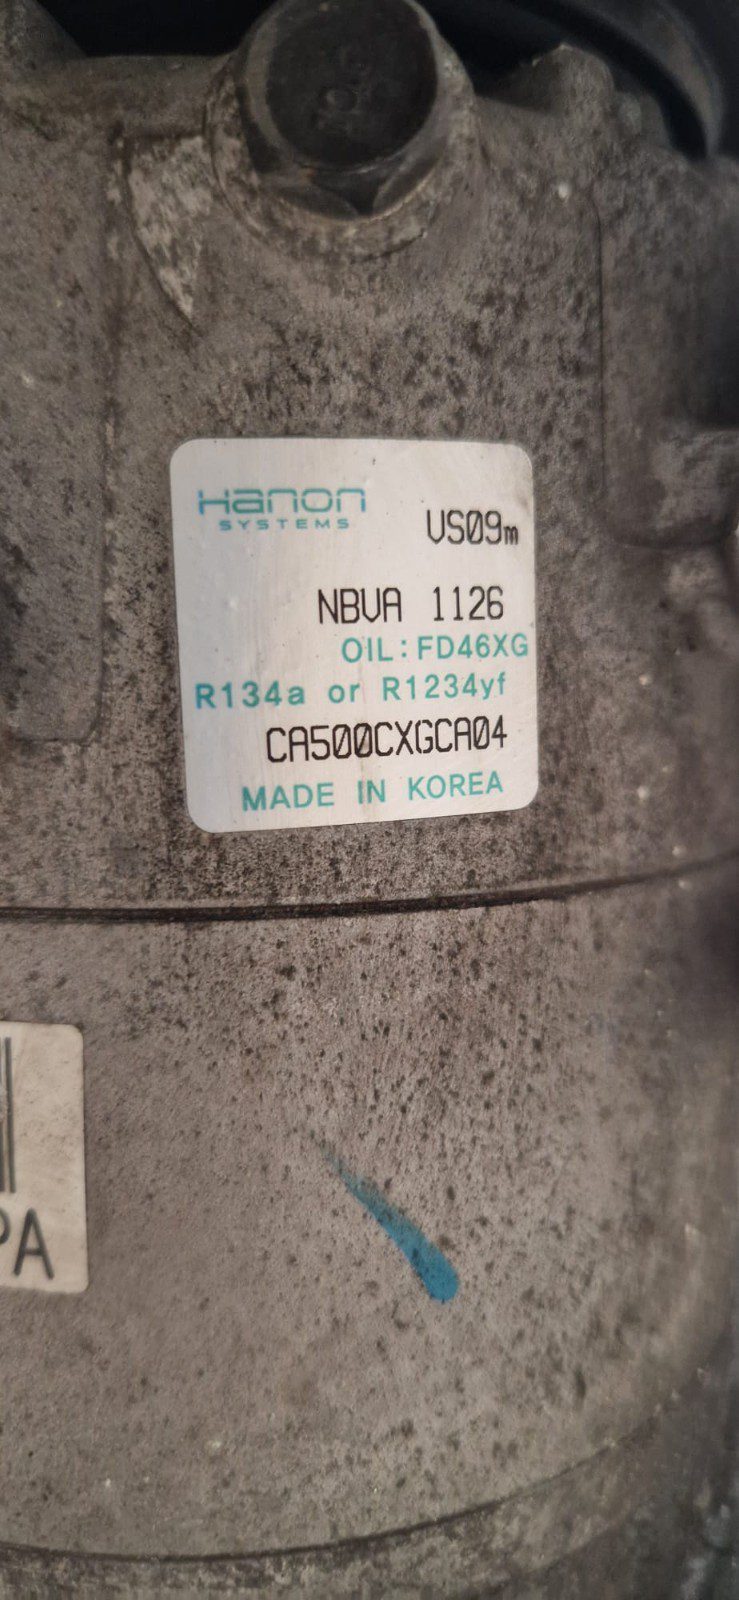 Hanon
SYSTEMS
VS09m
NBVA 1126
OIL: FD46XG
R134a or R1234yf
CA500CXGCA04
MADE IN KOREA
PA